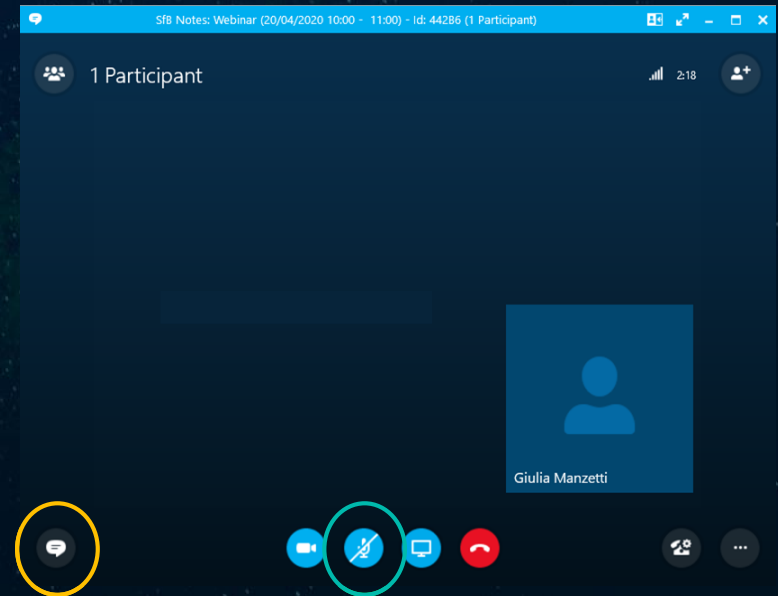 SfB Notes: Webinar (20/04/2020 10:00 - 11:00) - Id: 44286 (1 Participant)
1 Participant
2:18
Giulia Manzetti